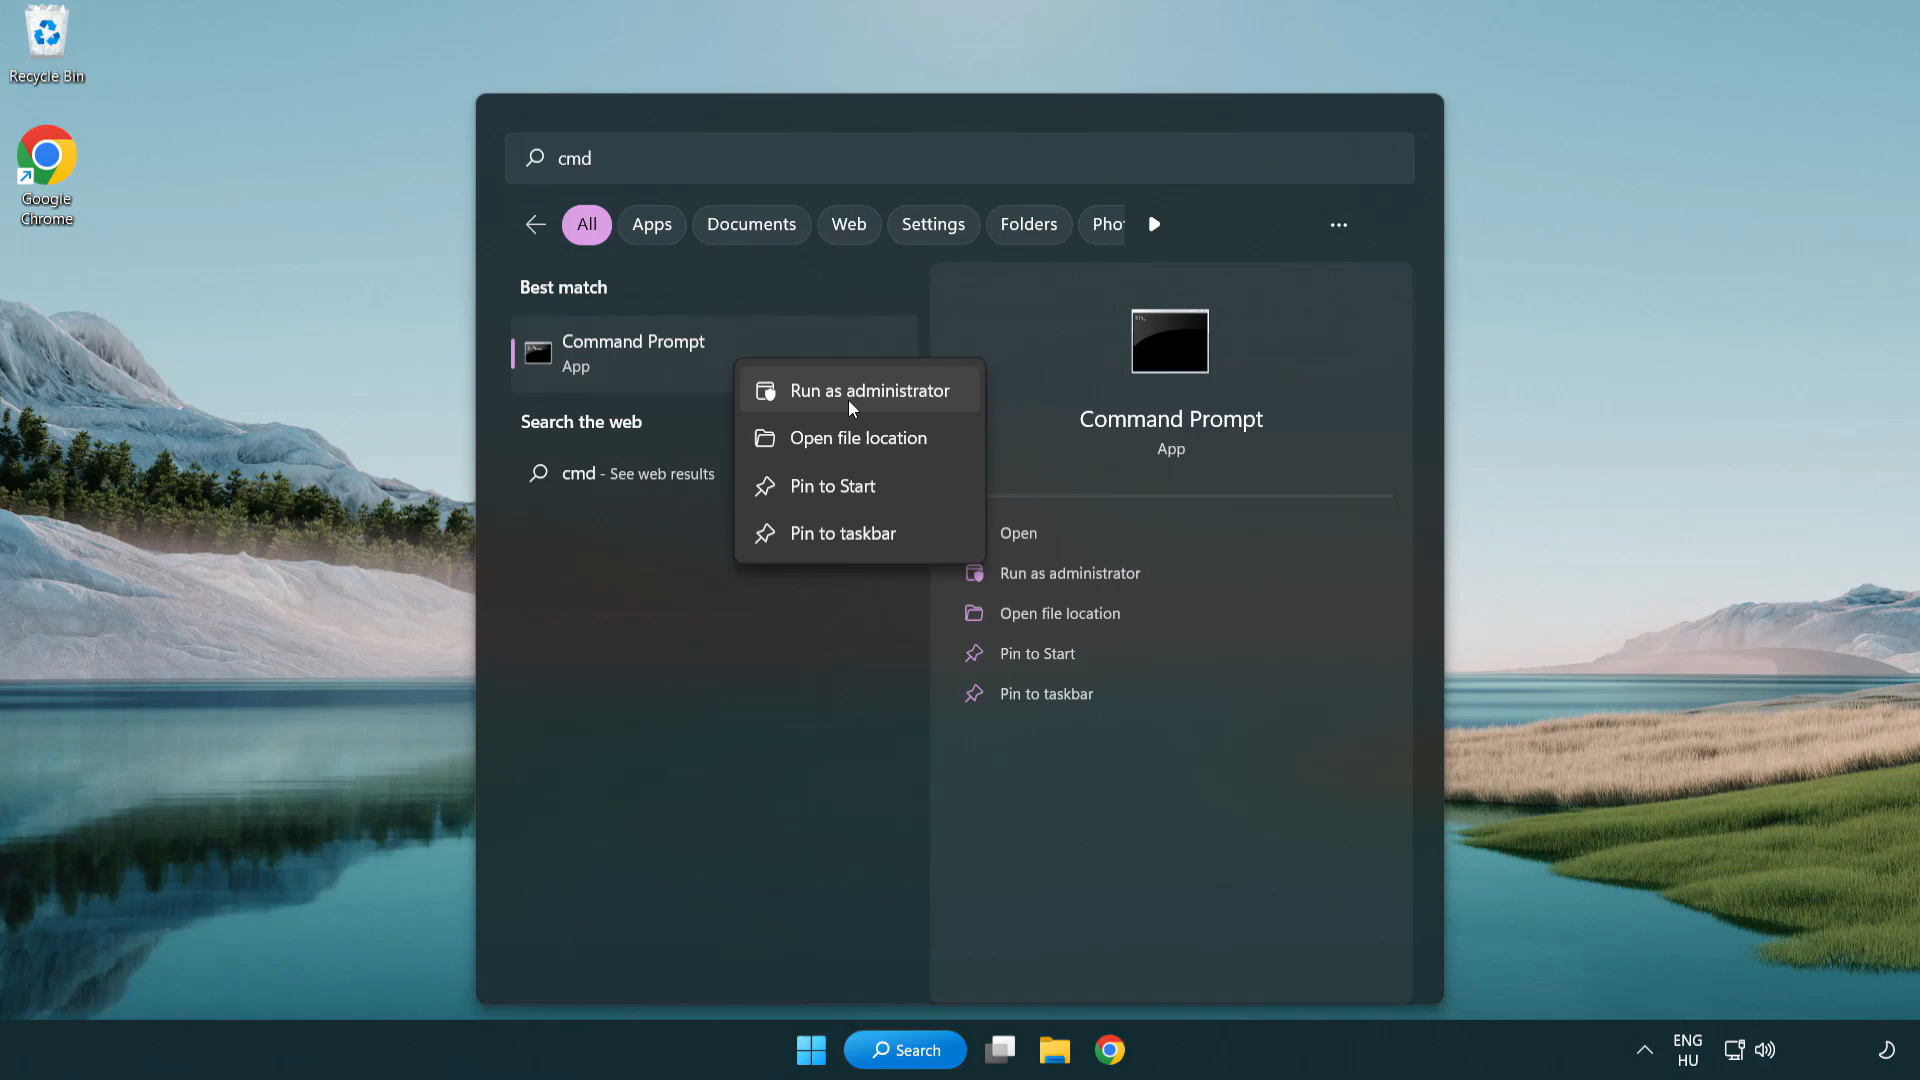 Recycle Bin
Google
Chrome
cmd
All
Apps
Documents
Web
Settings
Folders
Pho
Best match
Command Prompt
App
Search the web
cmd - See web results
Run as administrator
Open file location
Pin to Start
Pin to taskbar
Command Prompt
App
Open
Run as administrator
Open file location
Pin to Start
Pin to taskbar
Search
ENG
HU